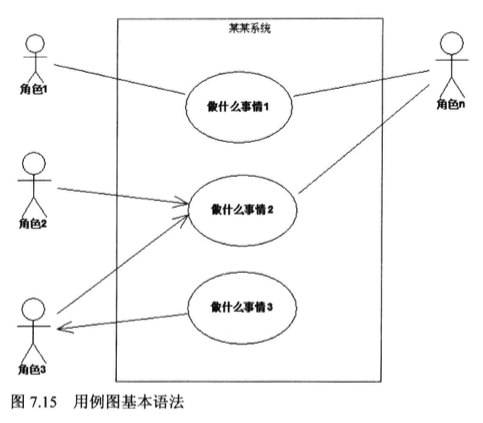 某某系统
角色1
做什么事情1
角色n
角色2
做什么事情2
做什么事情3
角色3
图 7.15 用例图基本语法